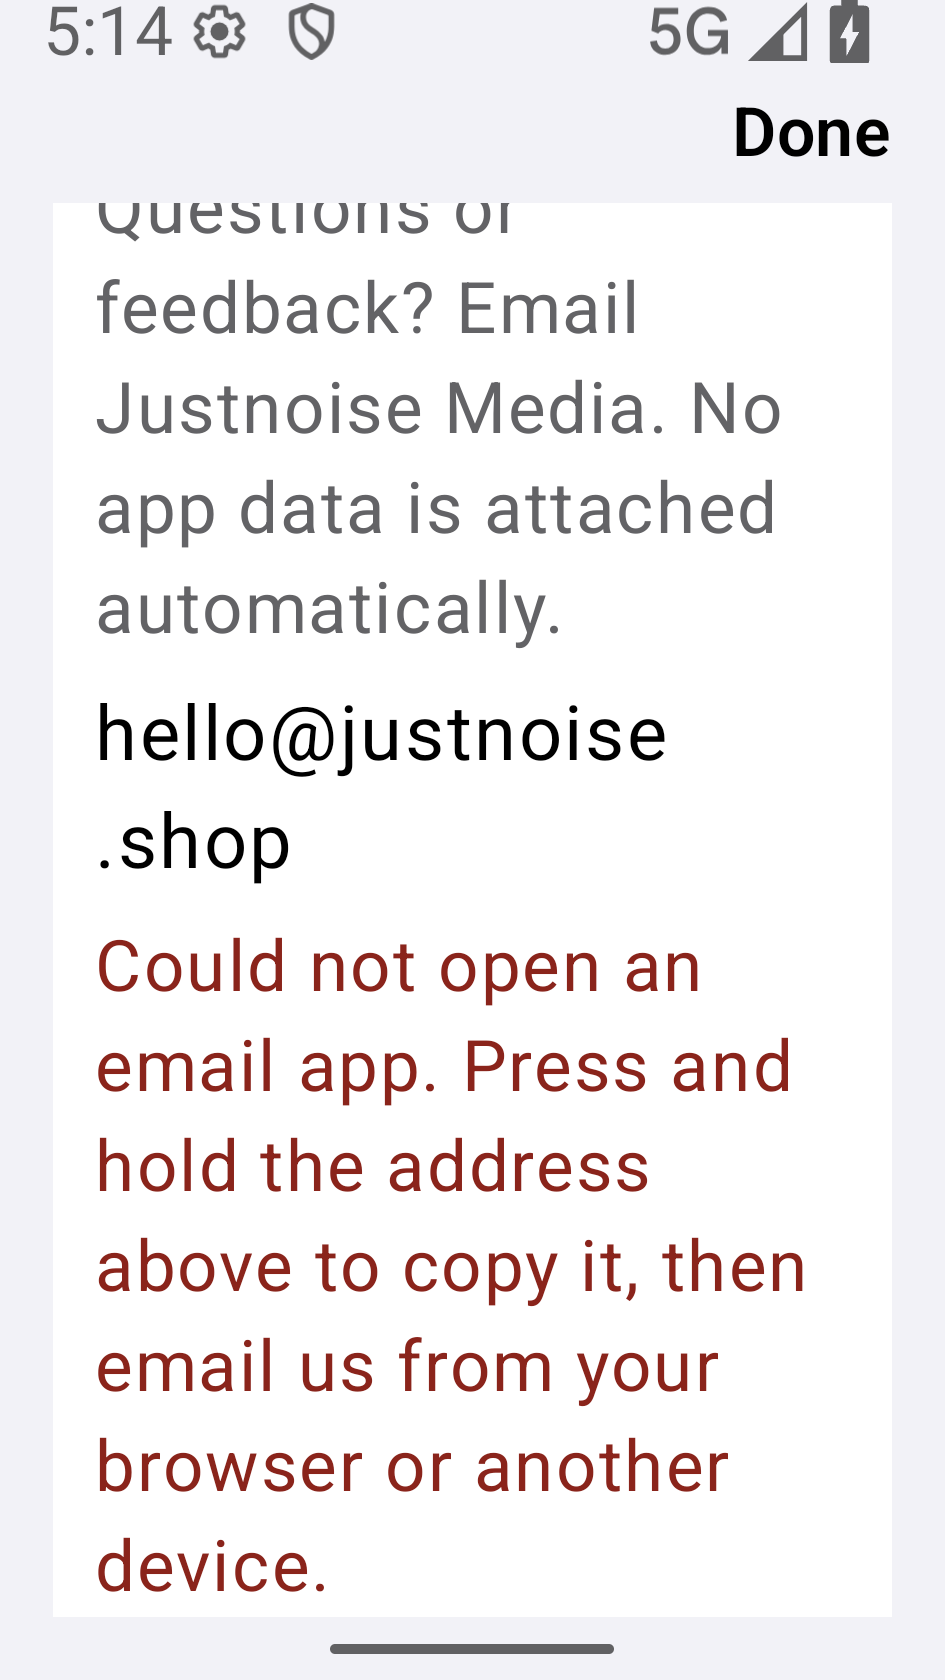 5:14 5G
Done
Questions or
feedback? Email
Justnoise Media. No
app data is attached
automatically.
hello@justnoise
.shop
Could not open an
email app. Press and
hold the address
above to copy it, then
email us from your
browser or another
device.